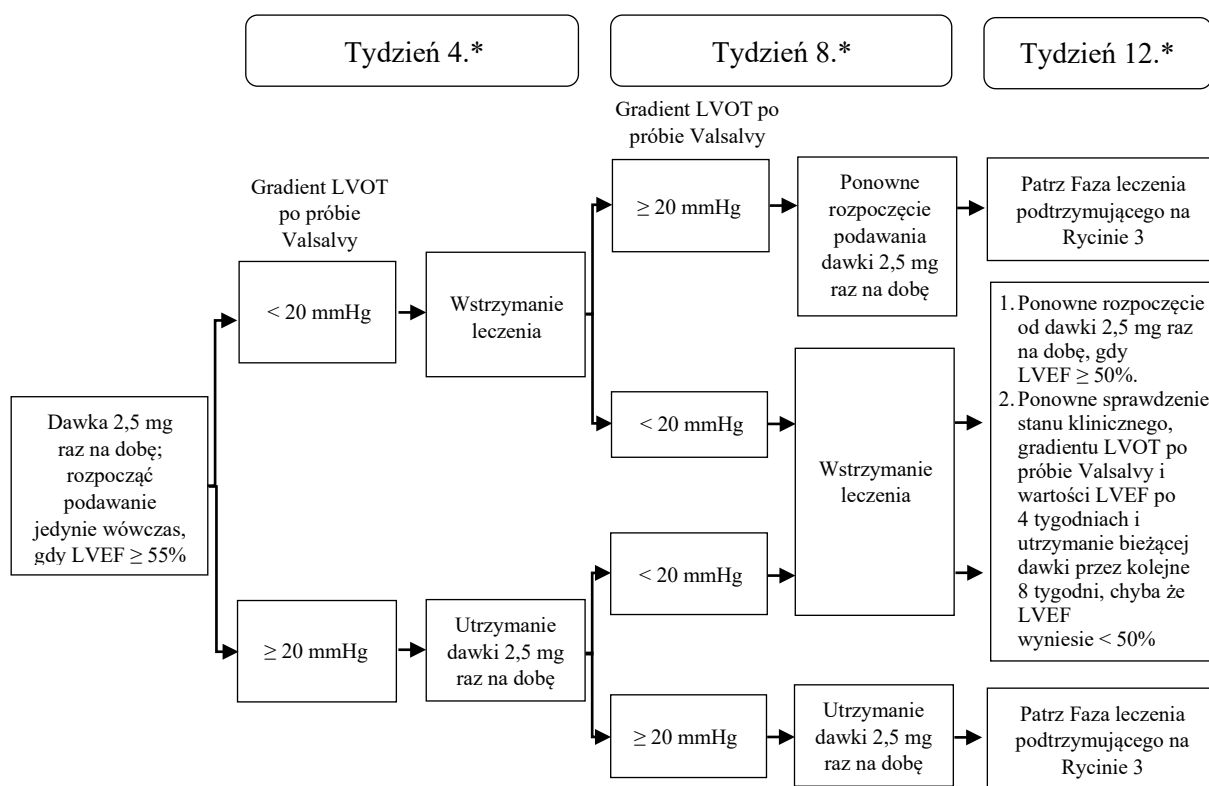 Tydzień 4.*
Tydzień 8.*
Tydzień 12.*
Gradient LVOT
po próbie
Valsalvy
Gradient LVOT po
próbie Valsalvy
Dawka 2,5 mg
raz na dobę;
rozpocząć
podawanie
jedynie wówczas,
gdy LVEF ≥ 55%
< 20 mmHg
Wstrzymanie
leczenia
≥ 20 mmHg
Ponowne
rozpoczęcie
podawania
dawki 2,5 mg
raz na dobę
Patrz Faza leczenia
podtrzymującego na
Rycinie 3
< 20 mmHg
Wstrzymanie
leczenia
1. Ponowne rozpoczęcie
od dawki 2,5 mg raz
na dobę, gdy
LVEF ≥ 50%.
2. Ponowne sprawdzenie
stanu klinicznego,
gradientu LVOT po
próbie Valsalvy i
wartości LVEF po
4 tygodniach i
utrzymanie bieżącej
dawki przez kolejne
8 tygodni, chyba że
LVEF
wyniesie < 50%
≥ 20 mmHg
Utrzymanie
dawki 2,5 mg
raz na dobę
< 20 mmHg
≥ 20 mmHg
Utrzymanie
dawki 2,5 mg
raz na dobę
Patrz Faza leczenia
podtrzymującego na
Rycinie 3